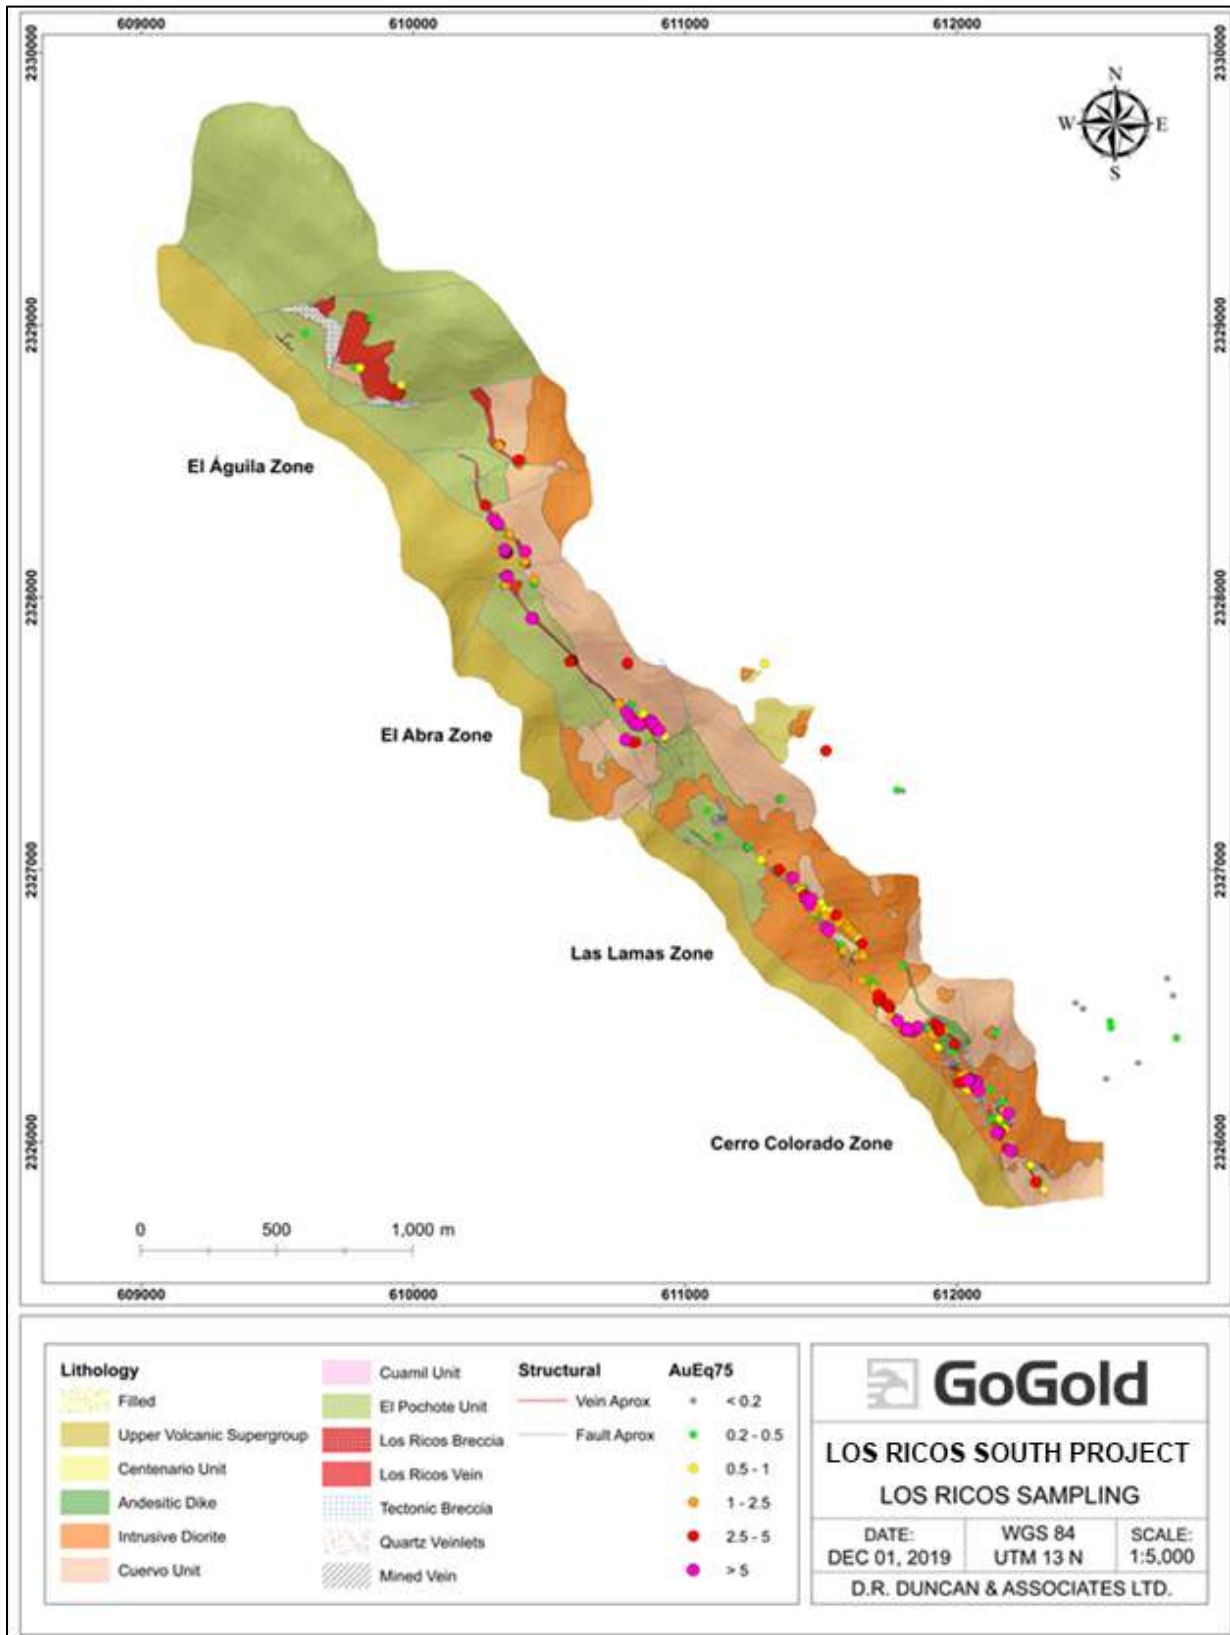 609000 610000 611000 612000
2330000 2330000
N
W E
S
2329000 2329000
El Águila Zone
2328000 2328000
El Abra Zone
2327000 2327000
Las Lamas Zone
2326000 2326000
Cerro Colorado Zone
0 500 1,000 m
609000 610000 611000 612000
Lithology
Filled
Upper Volcanic Supergroup
Centenario Unit
Andesitic Dike
Intrusive Diorite
Cuervo Unit
Cuamil Unit
El Pochote Unit
Los Ricos Breccia
Los Ricos Vein
Tectonic Breccia
Quartz Veinlets
Mined Vein
Structural
Vein Aprox
Fault Aprox
AuEq75
< 0.2
0.2 - 0.5
0.5 - 1
1 - 2.5
2.5 - 5
> 5
GoGold
LOS RICOS SOUTH PROJECT
LOS RICOS SAMPLING
DATE:
DEC 01, 2019
WGS 84
UTM 13 N
SCALE:
1:5,000
D.R. DUNCAN & ASSOCIATES LTD.